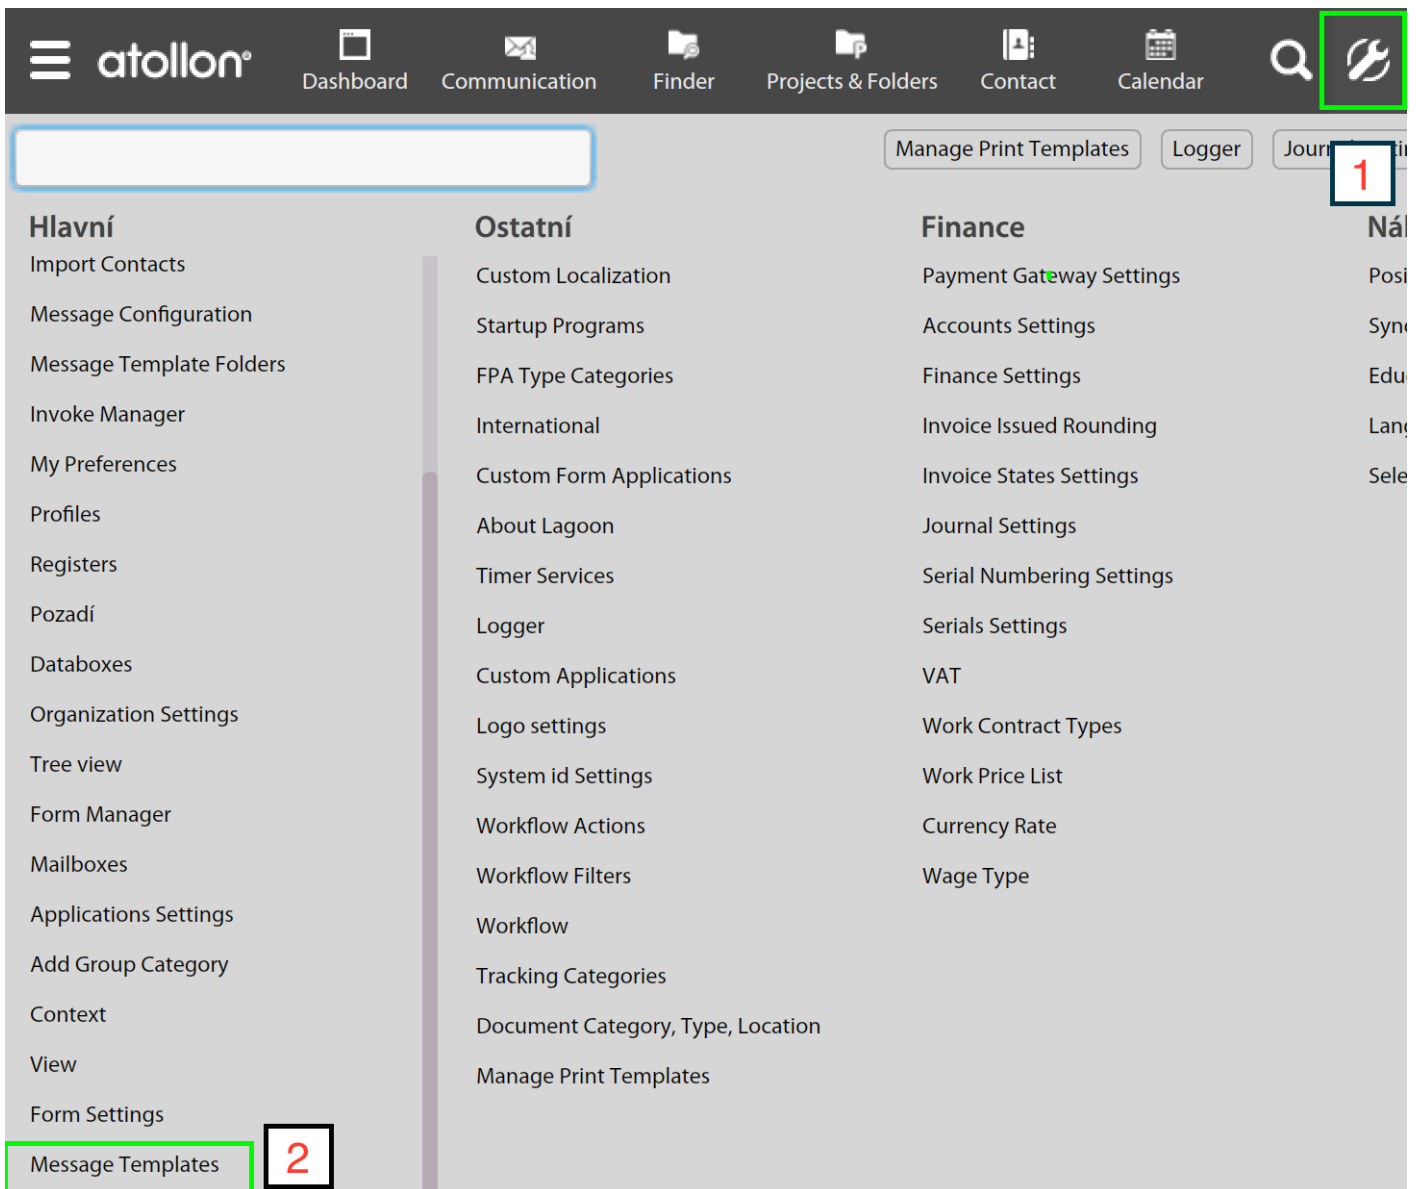 atollon®
Dashboard
Communication
Finder
Projects & Folders
Contact
Calendar
Manage Print Templates
Logger
1
Hlavní
Import Contacts
Message Configuration
Message Template Folders
Invoke Manager
My Preferences
Profiles
Registers
Pozadí
Databoxes
Organization Settings
Tree view
Form Manager
Mailboxes
Applications Settings
Add Group Category
Context
View
Form Settings
Message Templates
2
Ostatní
Custom Localization
Startup Programs
FPA Type Categories
International
Custom Form Applications
About Lagoon
Timer Services
Logger
Custom Applications
Logo settings
System id Settings
Workflow Actions
Workflow Filters
Workflow
Tracking Categories
Document Category, Type, Location
Manage Print Templates
Finance
Payment Gateway Settings
Accounts Settings
Finance Settings
Invoice Issued Rounding
Invoice States Settings
Journal Settings
Serial Numbering Settings
Serials Settings
VAT
Work Contract Types
Work Price List
Currency Rate
Wage Type
Posi
Sync
Edu
Lang
Sele